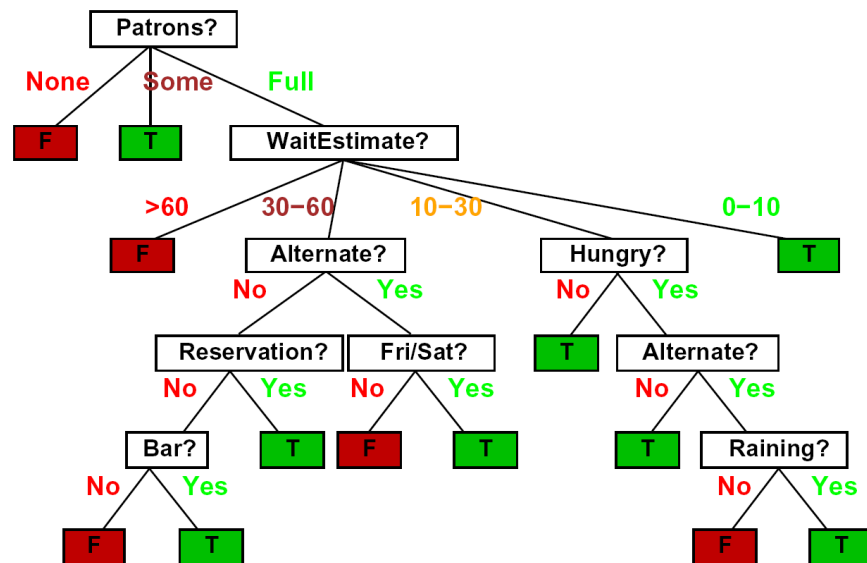 Patrons?
None Some Full
F T WaitEstimate?
>60 30−60 10−30 0−10
F Alternate? Hungry? T
No Yes No Yes
Reservation? Fri/Sat? T Alternate?
No Yes No Yes No Yes
Bar? T F T T Raining?
No Yes No Yes
F T F T